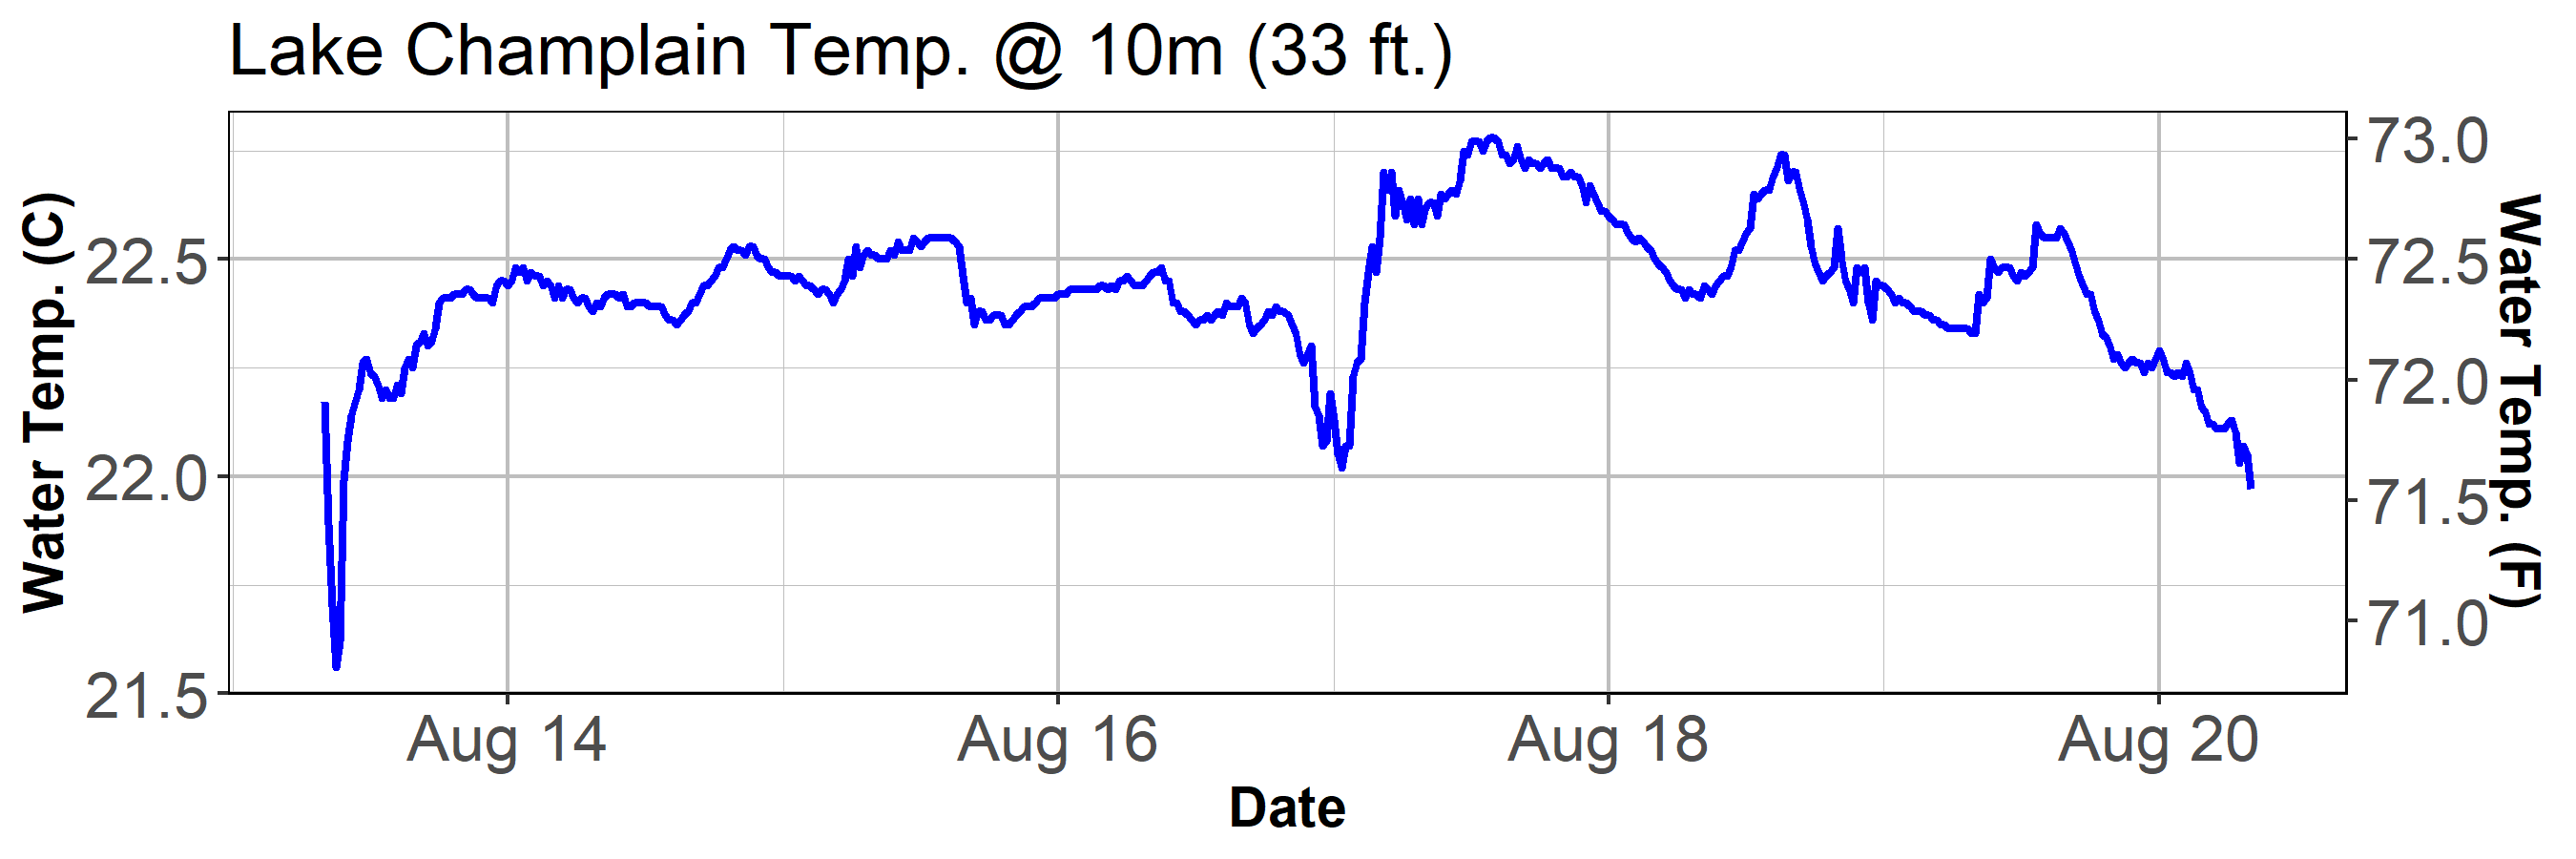 Lake Champlain Temp. @ 10m (33 ft.)
Water Temp. (C)
22.5
22.0
21.5
73.0
72.5
72.0
71.5
71.0
Water Temp. (F)
Aug 14
Aug 16
Aug 18
Aug 20
Date